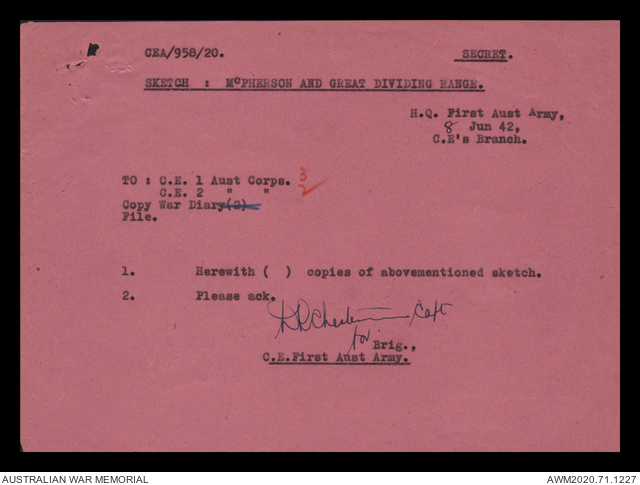 CEA/958/20. SECRET.
SKETCH : McPHERSON AND GREAT DIVIDING RANGE.
H.Q. First Aust Army,
8 Jun 42,
C.E's Branch.
TO : C.E. 1 Aust Corps. 3
C.E. 2 " " 2
Copy War Diary(2)
File.
1. Herewith ( ) copies of abovementioned sketch.
2. Please ack.
Capt
for Brig.,
C.E.First Aust Army.
AUSTRALIAN WAR MEMORIAL AWM2020.71.1227